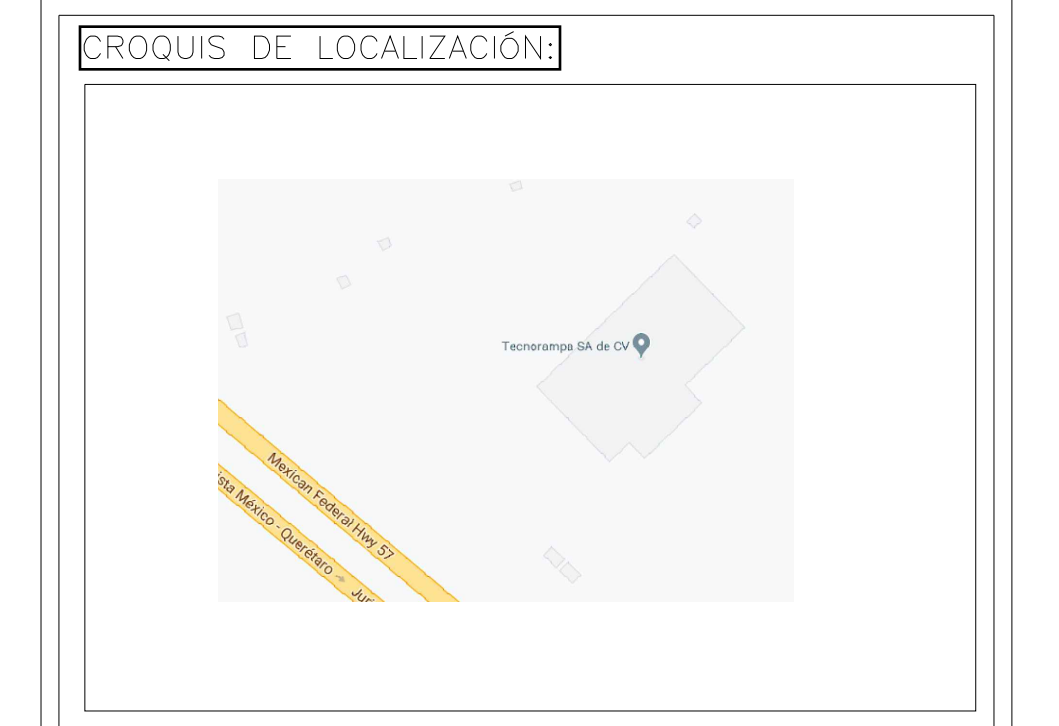 CROQUIS DE LOCALIZACIÓN:
Tecnorampa SA de CV
Mexican Federal Hwy 57
ista México - Querétaro